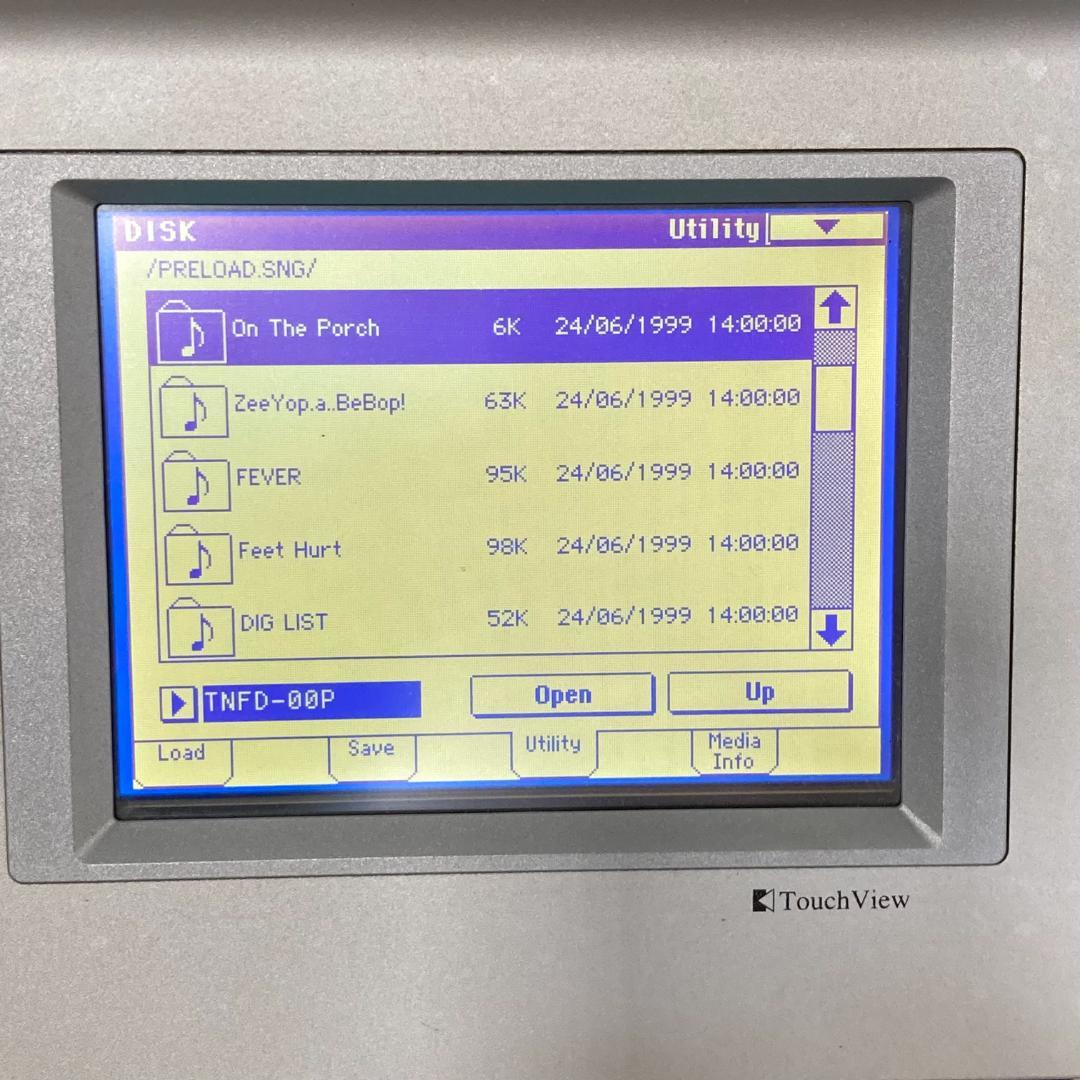 DISK Utility
/PRELOAD.SNG/
On The Porch 6K 24/06/1999 14:00:00
ZeeYop.a..BeBop! 63K 24/06/1999 14:00:00
FEVER 95K 24/06/1999 14:00:00
Feet Hurt 98K 24/06/1999 14:00:00
DIG LIST 52K 24/06/1999 14:00:00
TNFD-00P Open Up
Load Save Utility Media Info
TouchView